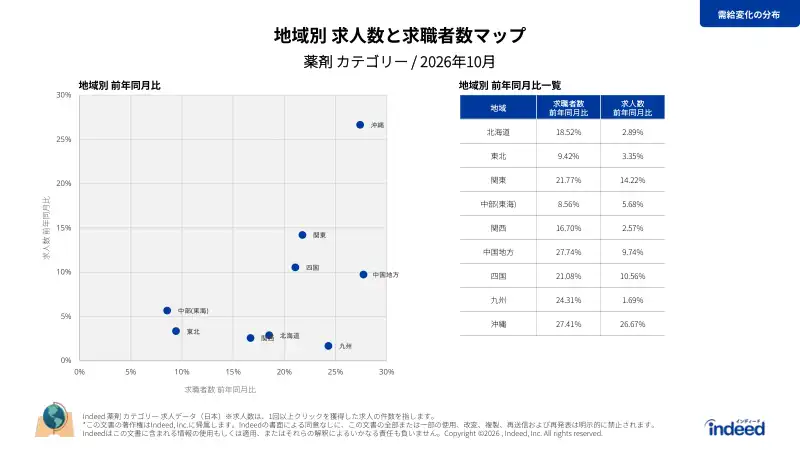 需給変化の分布
地域別 求人数と求職者数マップ
薬剤 カテゴリー / 2026年10月
地域別 前年同月比
30%
25%
20%
15%
10%
5%
0%
0%
5%
10%
15%
20%
25%
30%
求人数 前年同月比
求職者数 前年同月比
沖縄
関東
四国
中国地方
中部(東海)
東北
関西
北海道
九州
地域別 前年同月比一覧
地域 求職者数 前年同月比 求人数 前年同月比
北海道 18.52% 2.89%
東北 9.42% 3.35%
関東 21.77% 14.22%
中部(東海) 8.56% 5.68%
関西 16.70% 2.57%
中国地方 27.74% 9.74%
四国 21.08% 10.56%
九州 24.31% 1.69%
沖縄 27.41% 26.67%
Indeed 薬剤 カテゴリー 求人データ（日本）※求人数は、1回以上クリックを獲得した求人の件数を指します。
*この文書の著作権はIndeed, Inc.に帰属します。Indeedの書面による同意なしに、この文書の全部または一部の使用、改変、複製、再送信および再発表は明示的に禁止されます。
Indeedはこの文書に含まれる情報の使用もしくは適用、またはそれらの解釈によるいかなる責任も負いません。Copyright ©2026 , Indeed, Inc. All rights reserved.
インディード
indeed